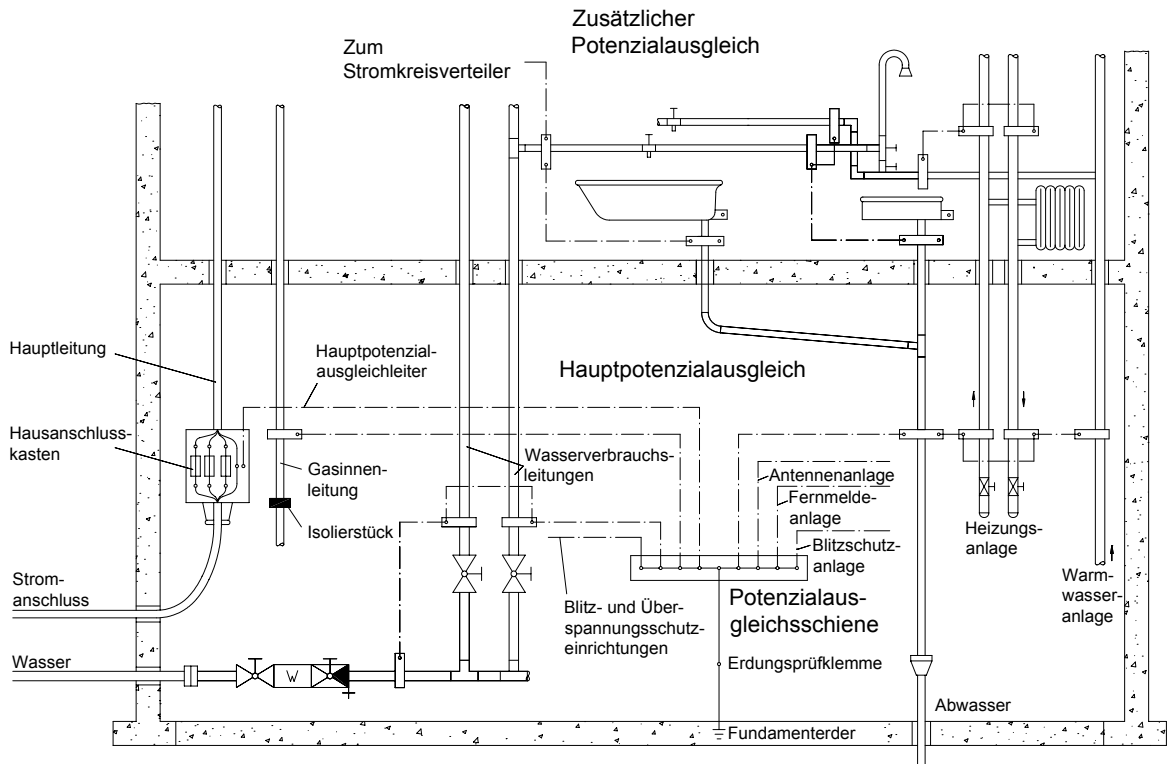 Zusätzlicher
Potenzialausgleich
Zum
Stromkreisverteiler
Hauptleitung
Hauptpotenzial-
ausgleichleiter
Hauptpotenzialausgleich
Hausanschluss-
kasten
Gasinnen-
leitung
Isolierstück
Wasserverbrauchs-
leitungen
Antennenanlage
Fernmelde-
anlage
Blitzschutz-
anlage
Heizungs-
anlage
Warm-
wasser-
anlage
Strom-
anschluss
Blitz- und Über-
spannungsschutz-
einrichtungen
Potenzialaus-
gleichsschiene
Wasser
W
Erdungsprüfklemme
Abwasser
Fundamenterder